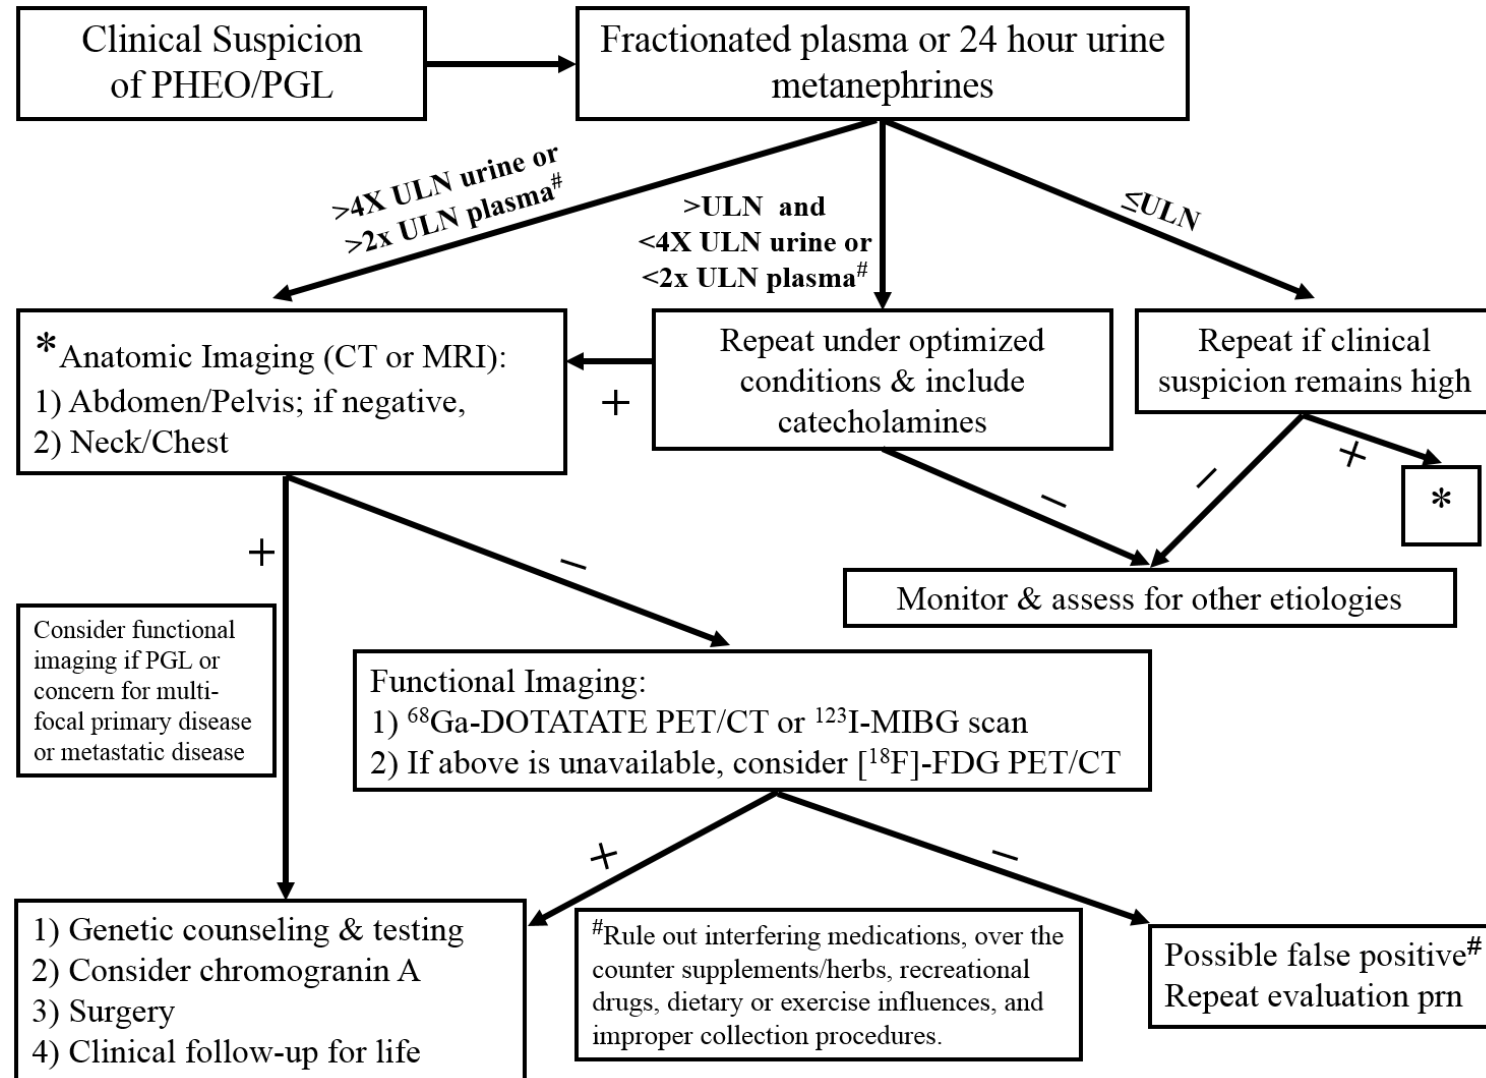 Clinical Suspicion
of PHEO/PGL
Fractionated plasma or 24 hour urine
metanephrines
>4X ULN urine or
>2x ULN plasma#
>ULN and
<4X ULN urine or
<2x ULN plasma#
≤ULN
*Anatomic Imaging (CT or MRI):
1) Abdomen/Pelvis; if negative,
2) Neck/Chest
+
Repeat under optimized
conditions & include
catecholamines
Repeat if clinical
suspicion remains high
–
–
+
*
Monitor & assess for other etiologies
+
–
Consider functional
imaging if PGL or
concern for multi-
focal primary disease
or metastatic disease
Functional Imaging:
1) ⁶⁸Ga-DOTATATE PET/CT or ¹²³I-MIBG scan
2) If above is unavailable, consider [¹⁸F]-FDG PET/CT
+
–
1) Genetic counseling & testing
2) Consider chromogranin A
3) Surgery
4) Clinical follow-up for life
#Rule out interfering medications, over the
counter supplements/herbs, recreational
drugs, dietary or exercise influences, and
improper collection procedures.
Possible false positive#
Repeat evaluation prn